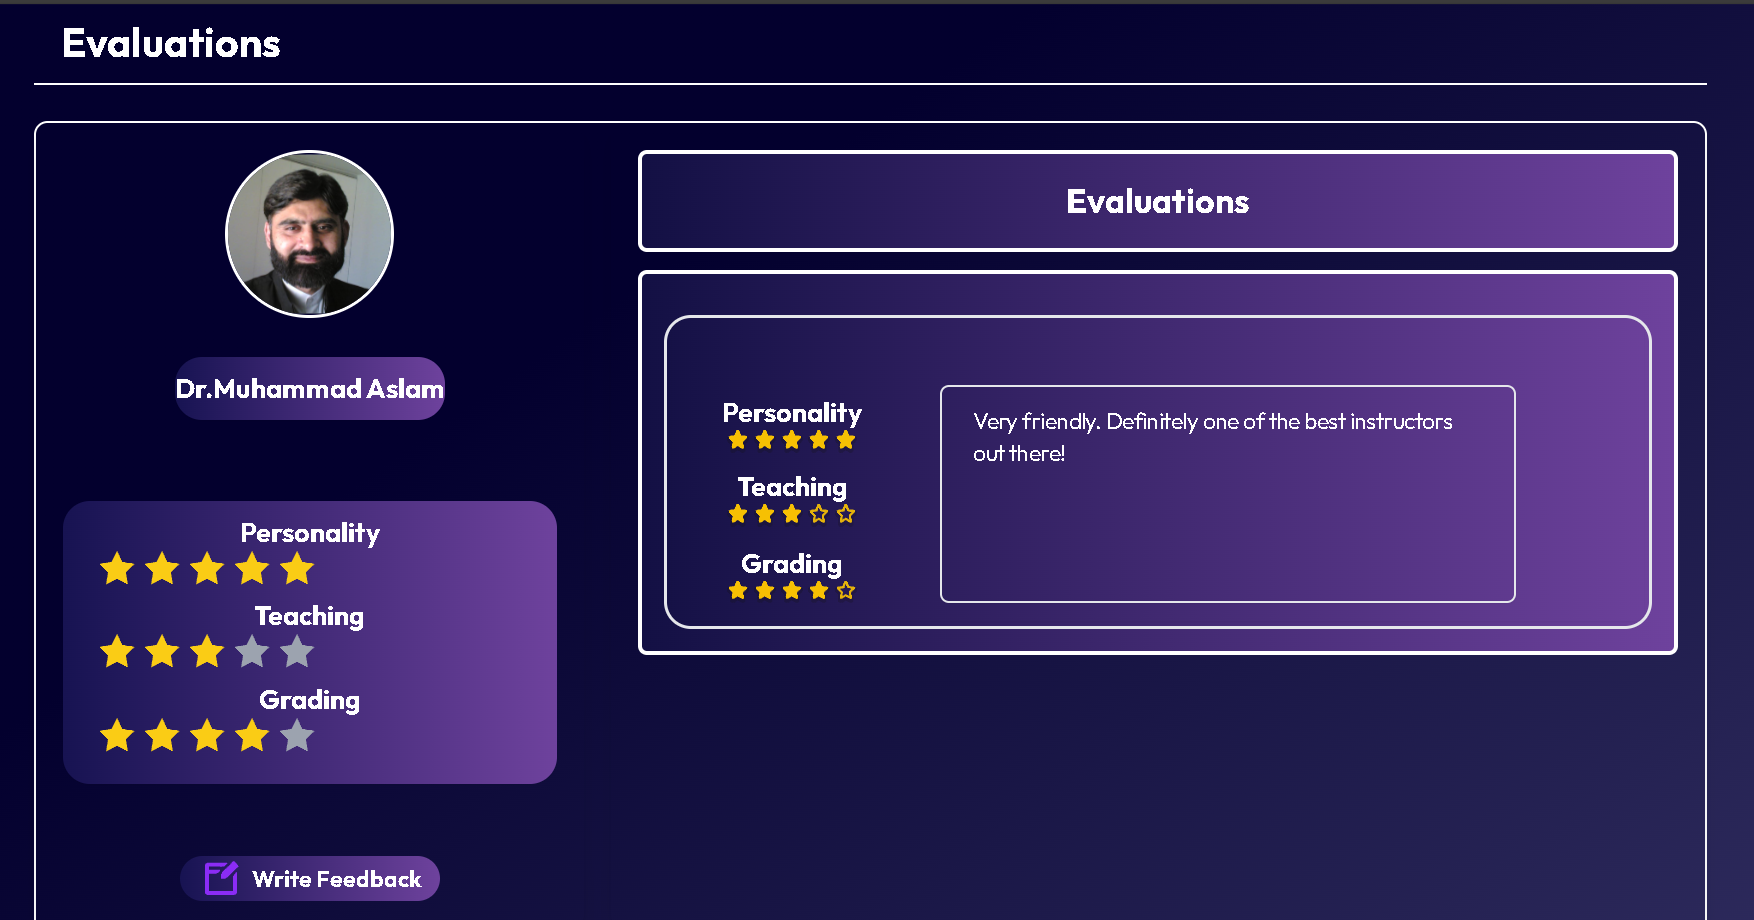 Evaluations
Dr.Muhammad Aslam
Personality
Teaching
Grading
Write Feedback
Evaluations
Personality
Teaching
Grading
Very friendly. Definitely one of the best instructors
out there!